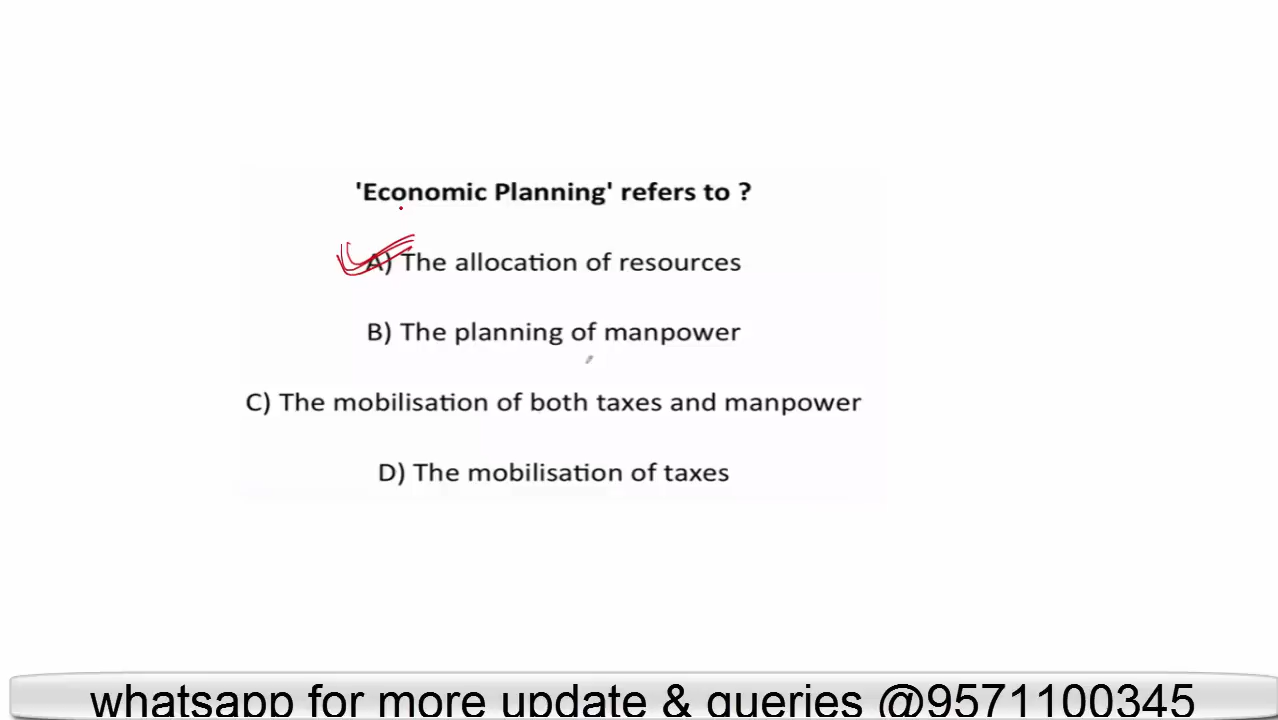 'Economic Planning' refers to ?
A) The allocation of resources
B) The planning of manpower
C) The mobilisation of both taxes and manpower
D) The mobilisation of taxes
whatsapp for more update & queries @9571100345